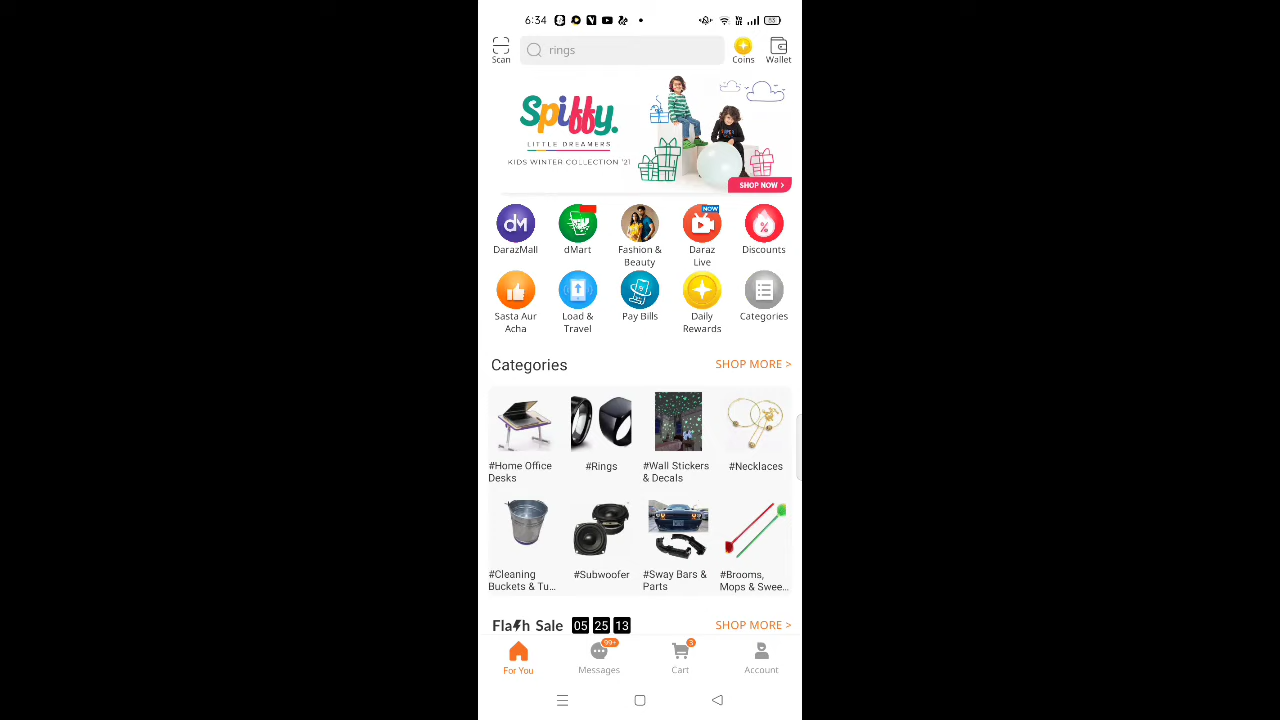 6:34
Vo LTE 63
rings
Scan
Coins
Wallet
Spiffy.
LITTLE DREAMERS
KIDS WINTER COLLECTION '21
SHOP NOW >
NOW
DarazMall
dMart
Fashion & Beauty
Daraz Live
Discounts
Sasta Aur Acha
Load & Travel
Pay Bills
Daily Rewards
Categories
Categories
SHOP MORE >
#Home Office Desks
#Rings
#Wall Stickers & Decals
#Necklaces
#Cleaning Buckets & Tu...
#Subwoofer
#Sway Bars & Parts
#Brooms, Mops & Swee...
Flash Sale 05 25 13
SHOP MORE >
99+
3
For You
Messages
Cart
Account